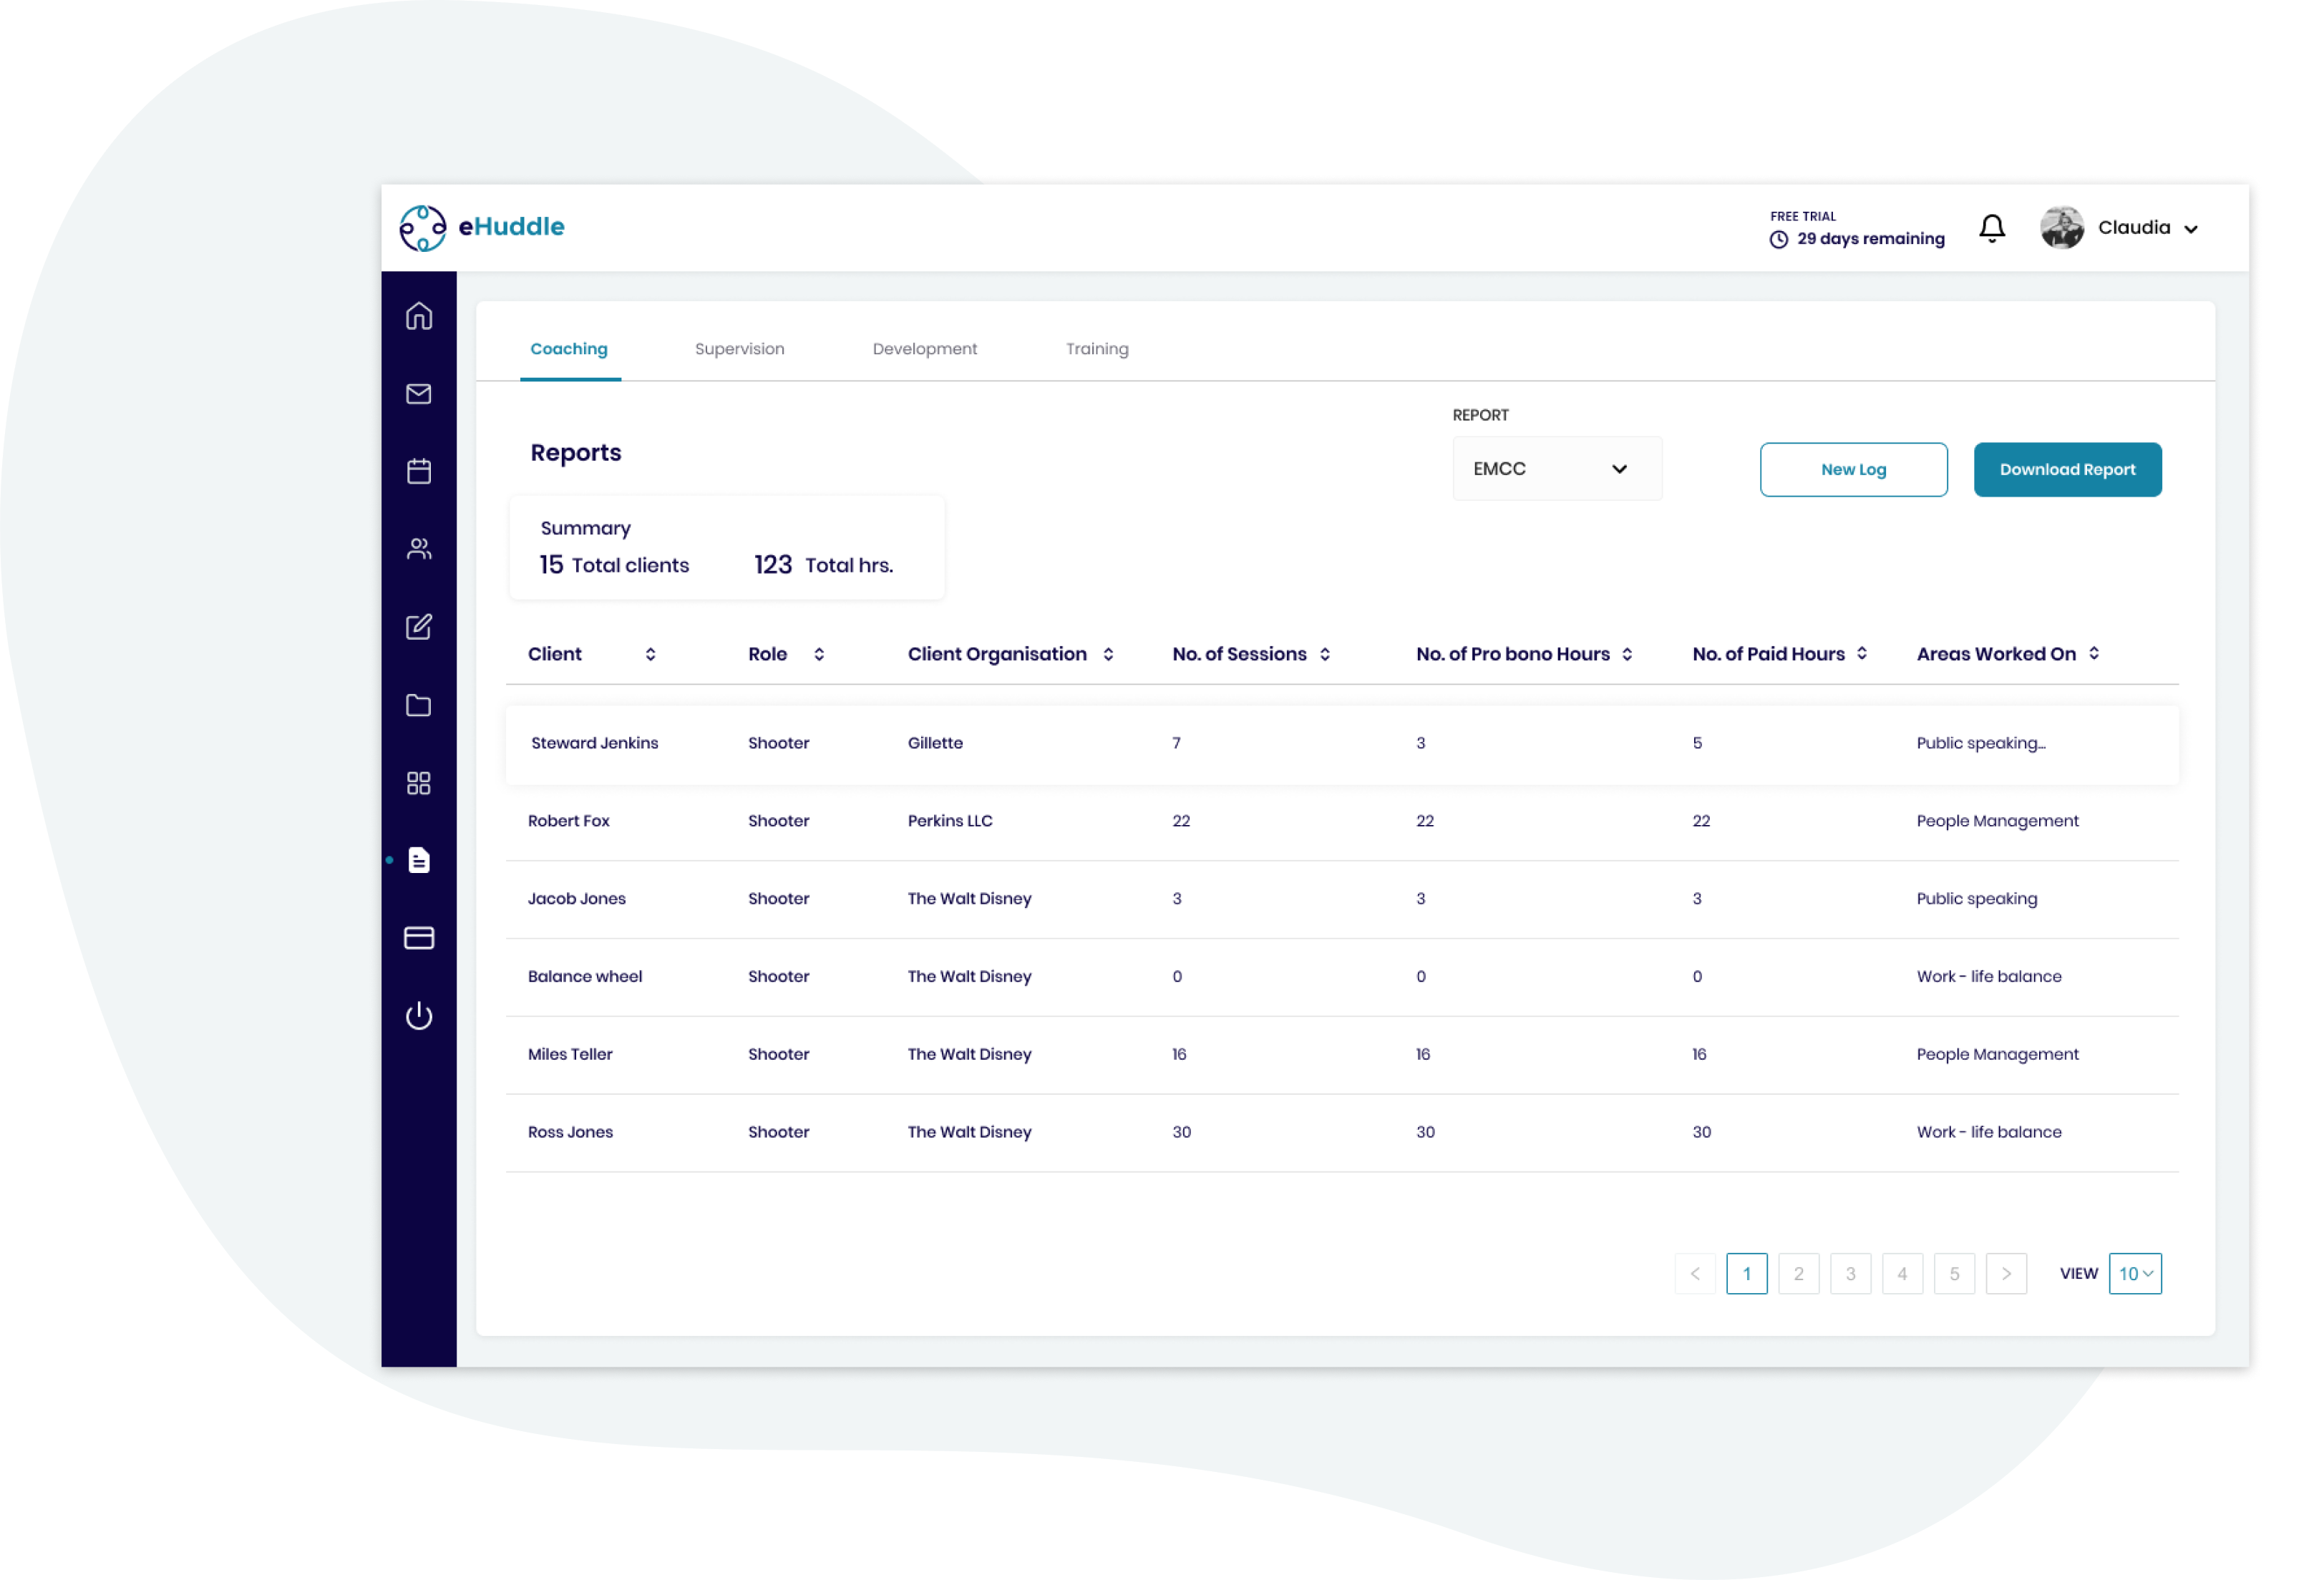 eHuddle
FREE TRIAL
29 days remaining
Claudia
Coaching Supervision Development Training
REPORT
Reports
EMCC
New Log
Download Report
Summary
15 Total clients 123 Total hrs.
Client Role Client Organisation No. of Sessions No. of Pro bono Hours No. of Paid Hours Areas Worked On
Steward Jenkins Shooter Gillette 7 3 5 Public speaking...
Robert Fox Shooter Perkins LLC 22 22 22 People Management
Jacob Jones Shooter The Walt Disney 3 3 3 Public speaking
Balance wheel Shooter The Walt Disney 0 0 0 Work - life balance
Miles Teller Shooter The Walt Disney 16 16 16 People Management
Ross Jones Shooter The Walt Disney 30 30 30 Work - life balance
< 1 2 3 4 5 > VIEW 10